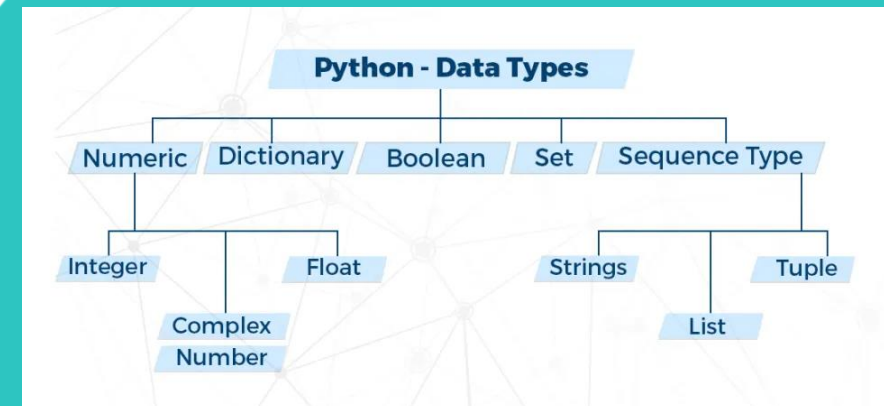 Python - Data Types
Numeric
Dictionary
Boolean
Set
Sequence Type
Integer
Float
Complex
Number
Strings
Tuple
List